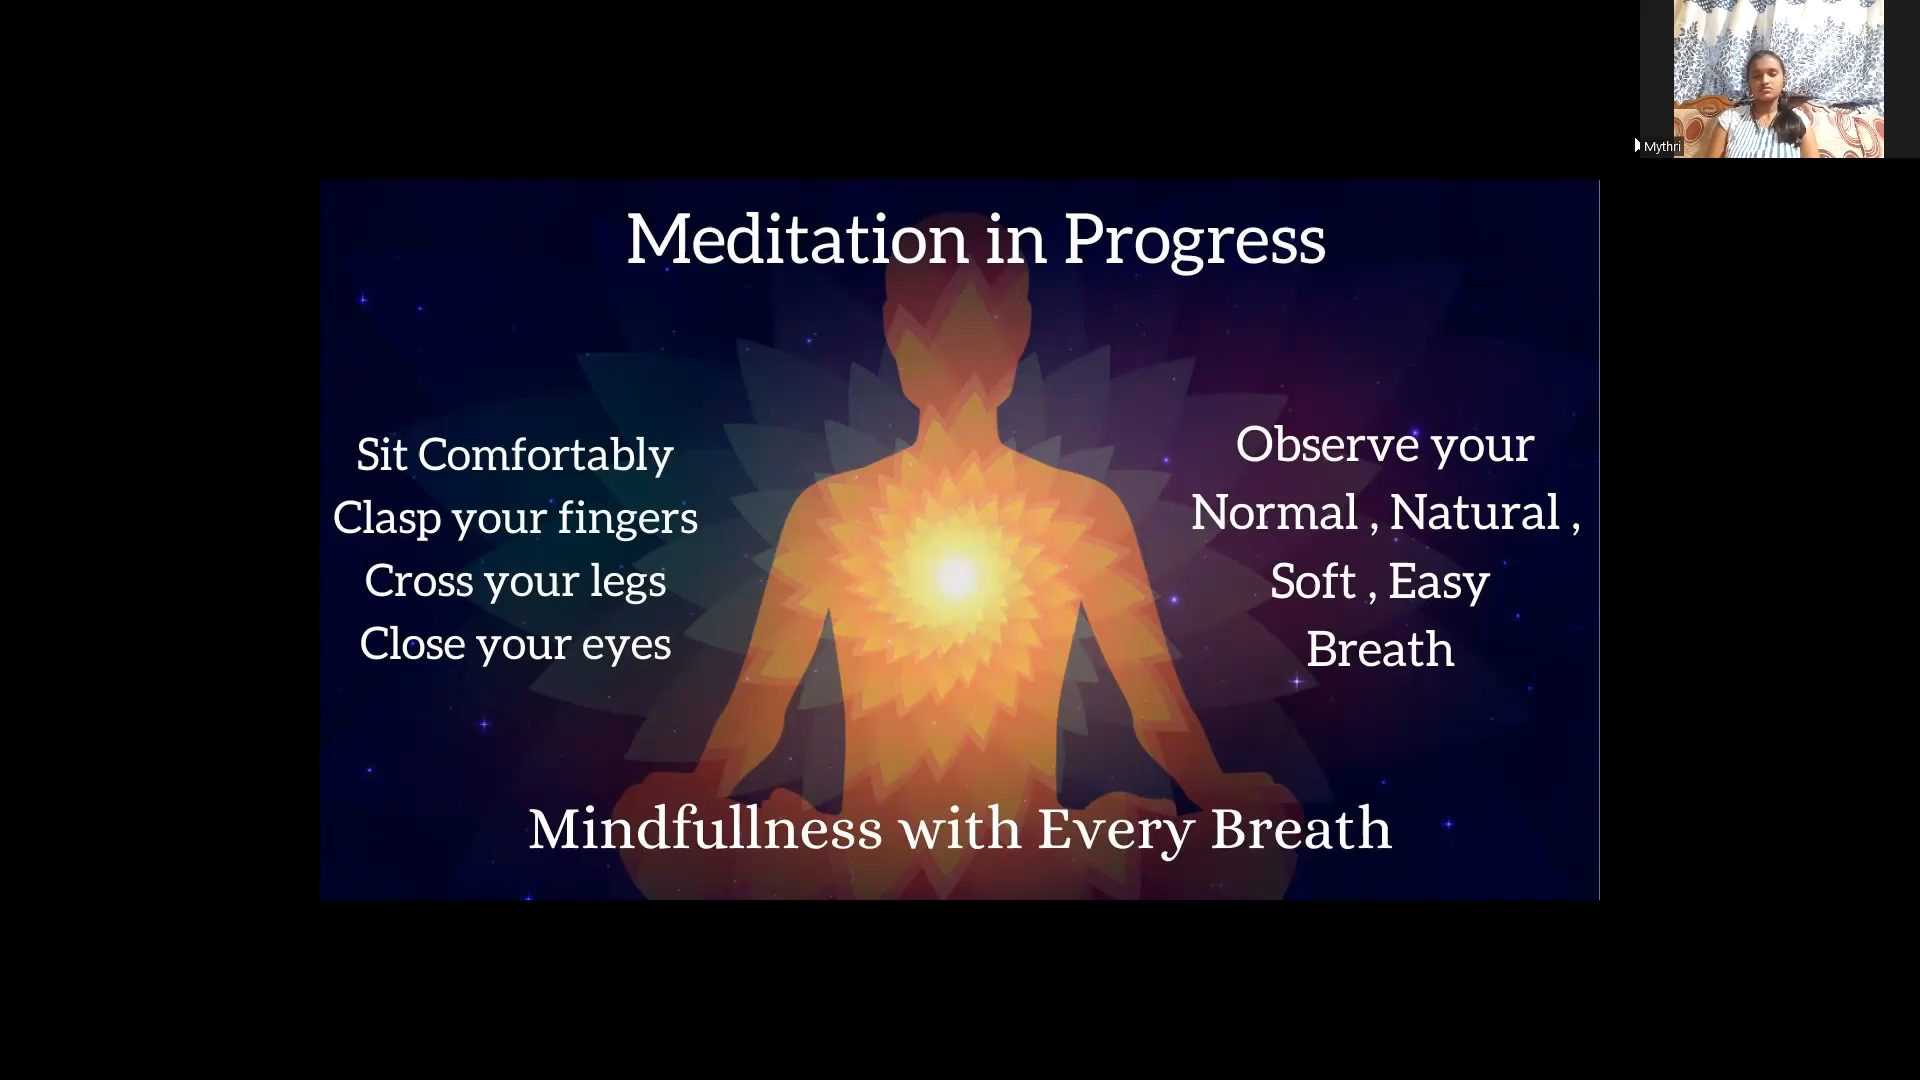 Mythri
Meditation in Progress
Sit Comfortably
Clasp your fingers
Cross your legs
Close your eyes
Observe your
Normal , Natural ,
Soft , Easy
Breath
Mindfullness with Every Breath